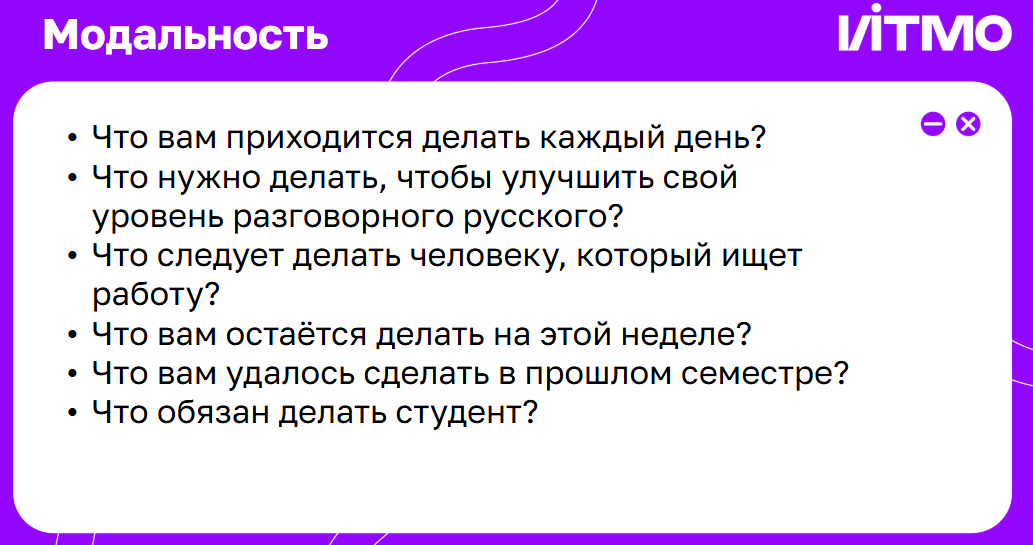 Модальность
ИТМО
• Что вам приходится делать каждый день?
• Что нужно делать, чтобы улучшить свой
уровень разговорного русского?
• Что следует делать человеку, который ищет
работу?
• Что вам остаётся делать на этой неделе?
• Что вам удалось сделать в прошлом семестре?
• Что обязан делать студент?